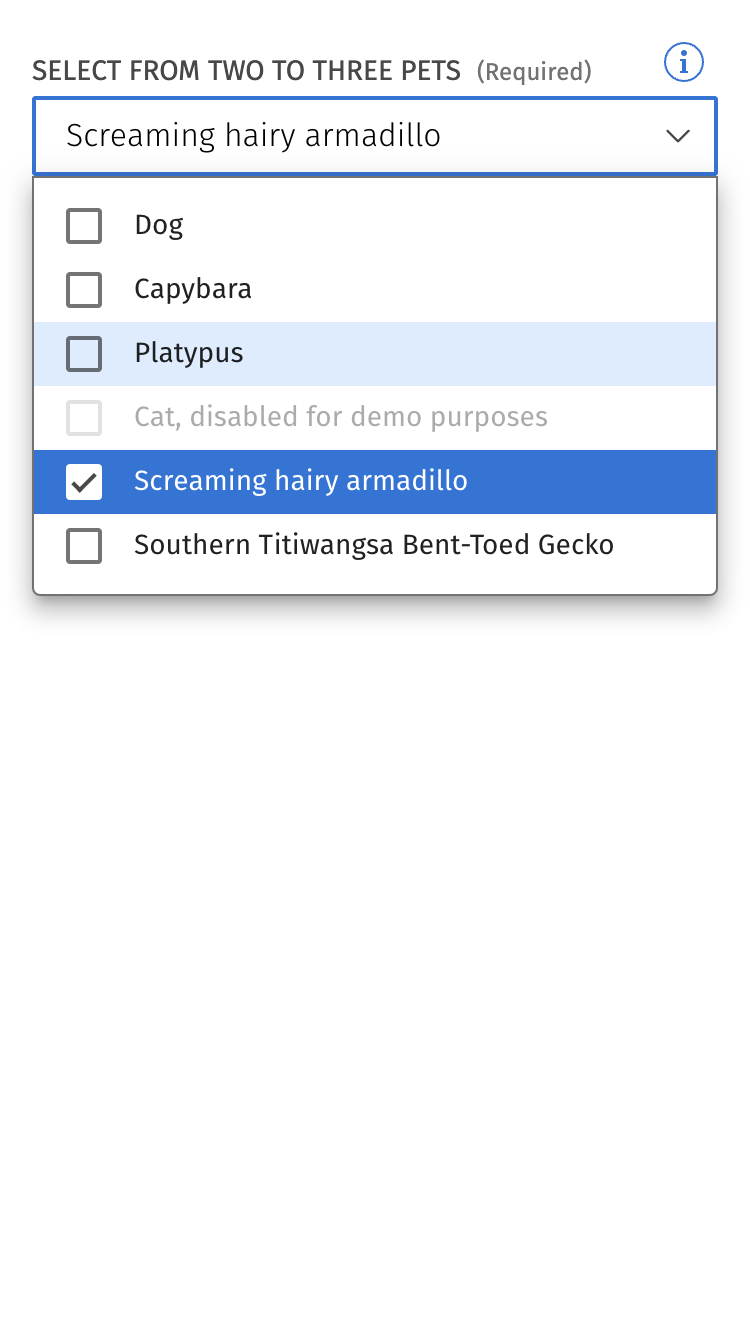 SELECT FROM TWO TO THREE PETS (Required)
Screaming hairy armadillo
Dog
Capybara
Platypus
Cat, disabled for demo purposes
Screaming hairy armadillo
Southern Titiwangsa Bent-Toed Gecko